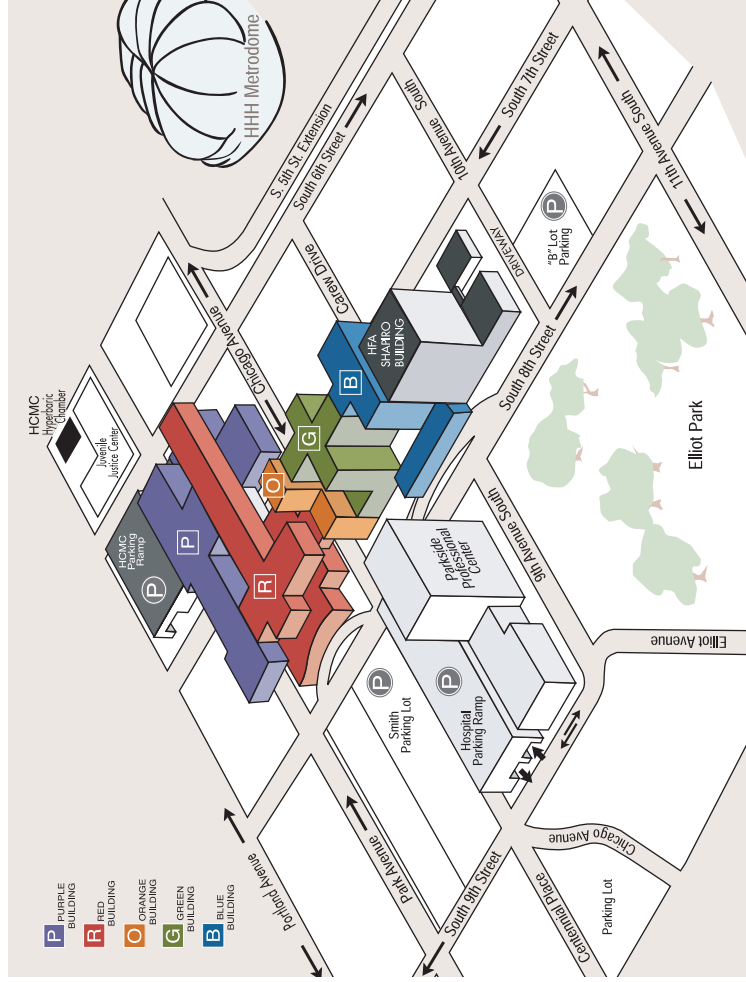 HHH Metrodome
S. 5th St. Extension
South 6th Street
10th Avenue
South
South 7th Street
11th Avenue South
Carew Drive
Chicago Avenue
DRIVEWAY
P
"B" Lot
Parking
HCMC
Hyperbaric
Chamber
Juvenile
Justice Center
HCMC
Parking
Ramp
P
P
R
O
G
B
HFA
SHAPIRO
BUILDING
South 8th Street
Elliot Park
Parkside
Professional
Center
9th Avenue South
Elliot Avenue
P
Smith
Parking Lot
P
Hospital
Parking Ramp
Portland Avenue
Park Avenue
South 9th Street
Centennial Place
Chicago Avenue
Parking Lot
P PURPLE
BUILDING
R RED
BUILDING
O ORANGE
BUILDING
G GREEN
BUILDING
B BLUE
BUILDING